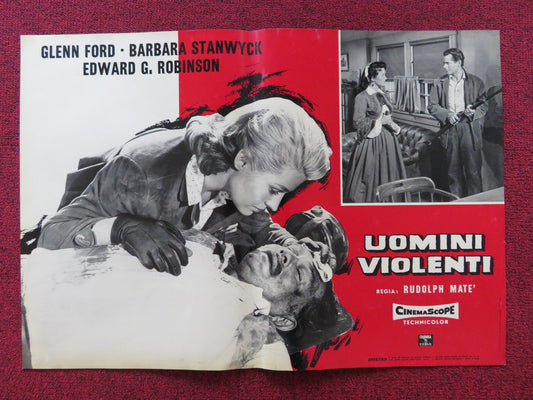 GLENN FORD · BARBARA STANWYCK
EDWARD G. ROBINSON
UOMINI
VIOLENTI
REGIA: RUDOLPH MATE'
CINEMASCOPE
TECHNICOLOR